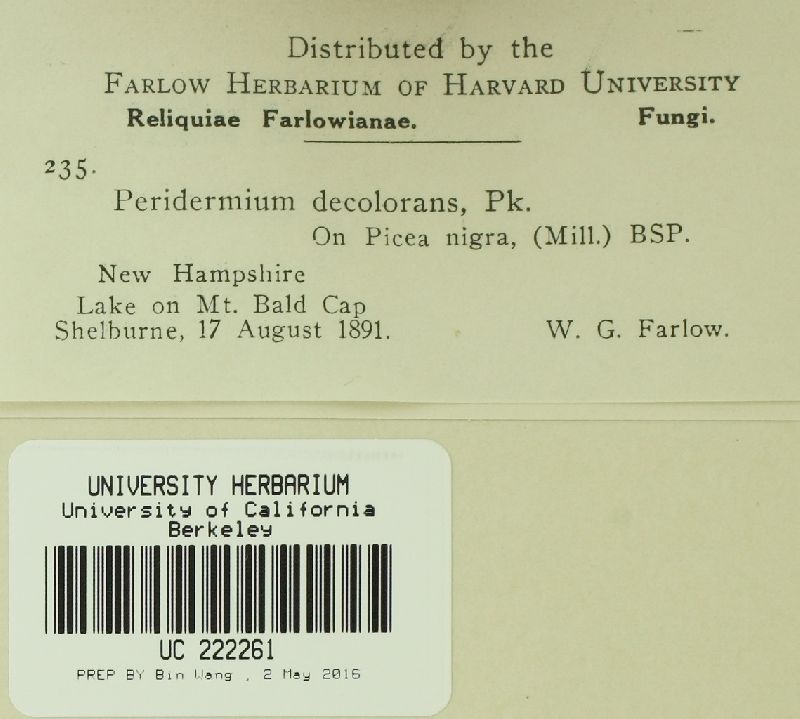 Distributed by the
FARLOW HERBARIUM OF HARVARD UNIVERSITY
Reliquiae Farlowianae. Fungi.
235.
Peridermium decolorans, Pk.
On Picea nigra, (Mill.) BSP.
New Hampshire
Lake on Mt. Bald Cap
Shelburne, 17 August 1891. W. G. Farlow.
UNIVERSITY HERBARIUM
University of California
Berkeley
UC 222261
PREP BY Bin Wang , 2 May 2016